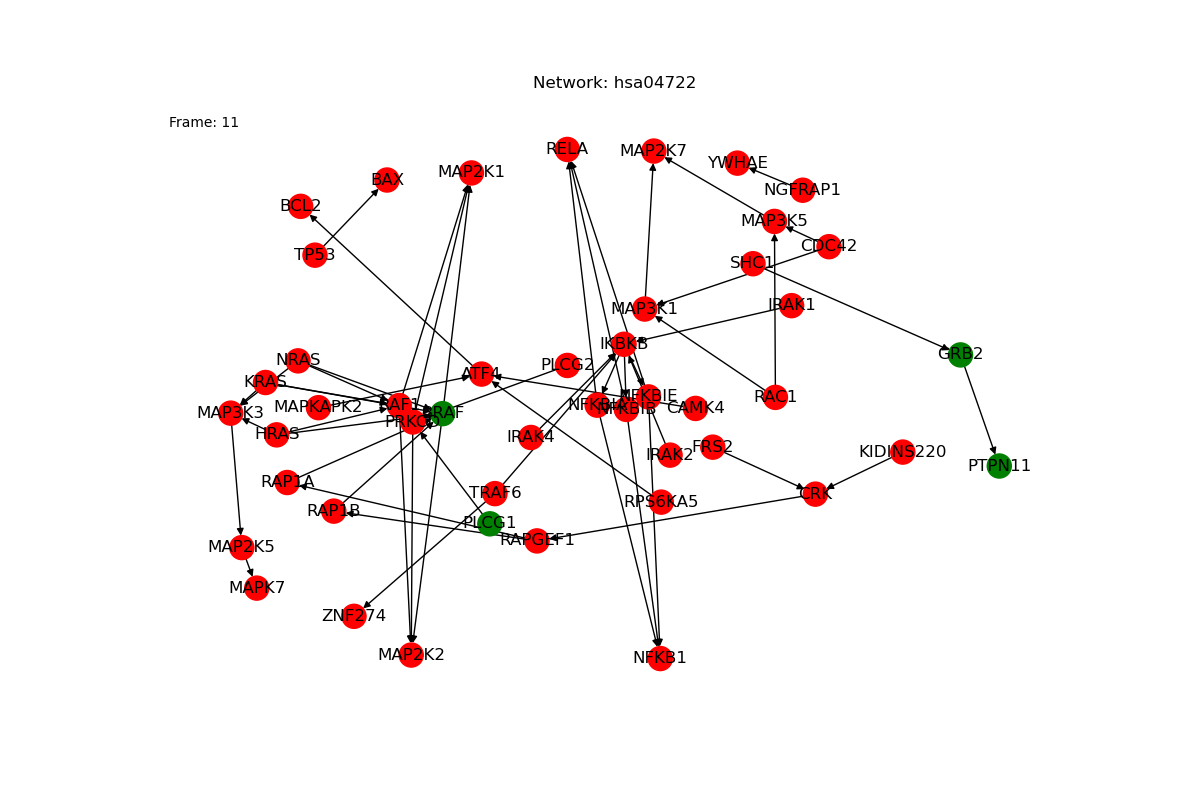 Network: hsa04722
Frame: 11
RELA
MAP2K7
YWHAE
BAX
MAP2K1
NGFRAP1
BCL2
MAP3K5
CDC42
TP53
SHC1
MAP3K1
IRAK1
IKBKB
GRB2
NRAS
PLCG2
ATF4
KRAS
RAC1
NFKBIE
MAPKAPK2
RAF1
NFKBIB
CAMK4
MAP3K3
BRAF
PRKCD
HRAS
IRAK4
FRS2
KIDINS220
IRAK2
PTPN11
RAP1A
TRAF6
CRK
RPS6KA5
RAP1B
PLCG1
RAPGEF1
MAP2K5
MAPK7
ZNF274
MAP2K2
NFKB1